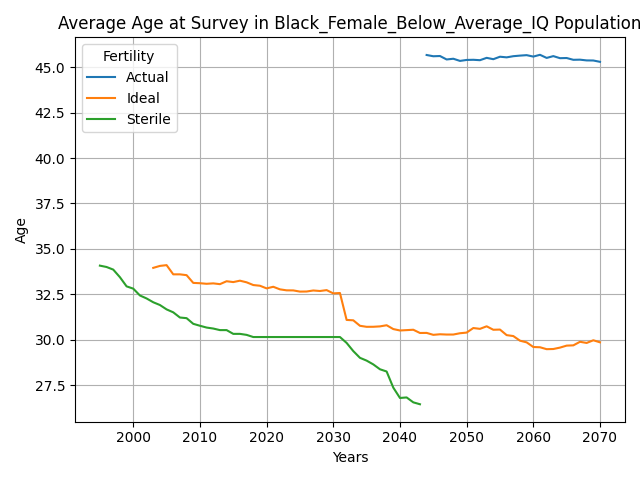 Average Age at Survey in Black_Female_Below_Average_IQ Population
Fertility
Actual
Ideal
Sterile
45.0
42.5
40.0
37.5
35.0
32.5
30.0
27.5
Age
2000 2010 2020 2030 2040 2050 2060 2070
Years